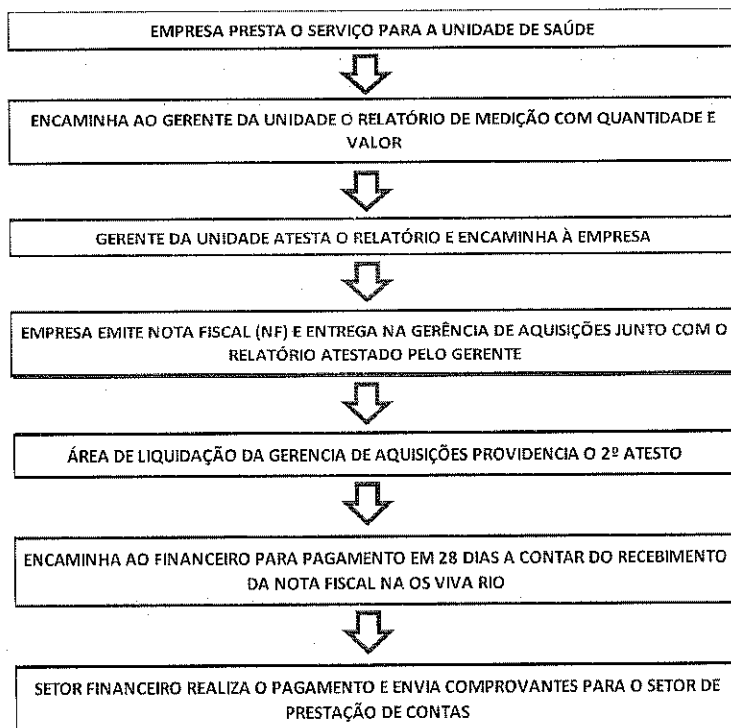 EMPRESA PRESTA O SERVIÇO PARA A UNIDADE DE SAÚDE
ENCAMINHA AO GERENTE DA UNIDADE O RELATÓRIO DE MEDIÇÃO COM QUANTIDADE E
VALOR
GERENTE DA UNIDADE ATESTA O RELATÓRIO E ENCAMINHA À EMPRESA
EMPRESA EMITE NOTA FISCAL (NF) E ENTREGA NA GERÊNCIA DE AQUISIÇÕES JUNTO COM O
RELATÓRIO ATESTADO PELO GERENTE
ÁREA DE LIQUIDAÇÃO DA GERENCIA DE AQUISIÇÕES PROVIDENCIA O 2º ATESTO
ENCAMINHA AO FINANCEIRO PARA PAGAMENTO EM 28 DIAS A CONTAR DO RECEBIMENTO
DA NOTA FISCAL NA OS VIVA RIO
SETOR FINANCEIRO REALIZA O PAGAMENTO E ENVIA COMPROVANTES PARA O SETOR DE
PRESTAÇÃO DE CONTAS